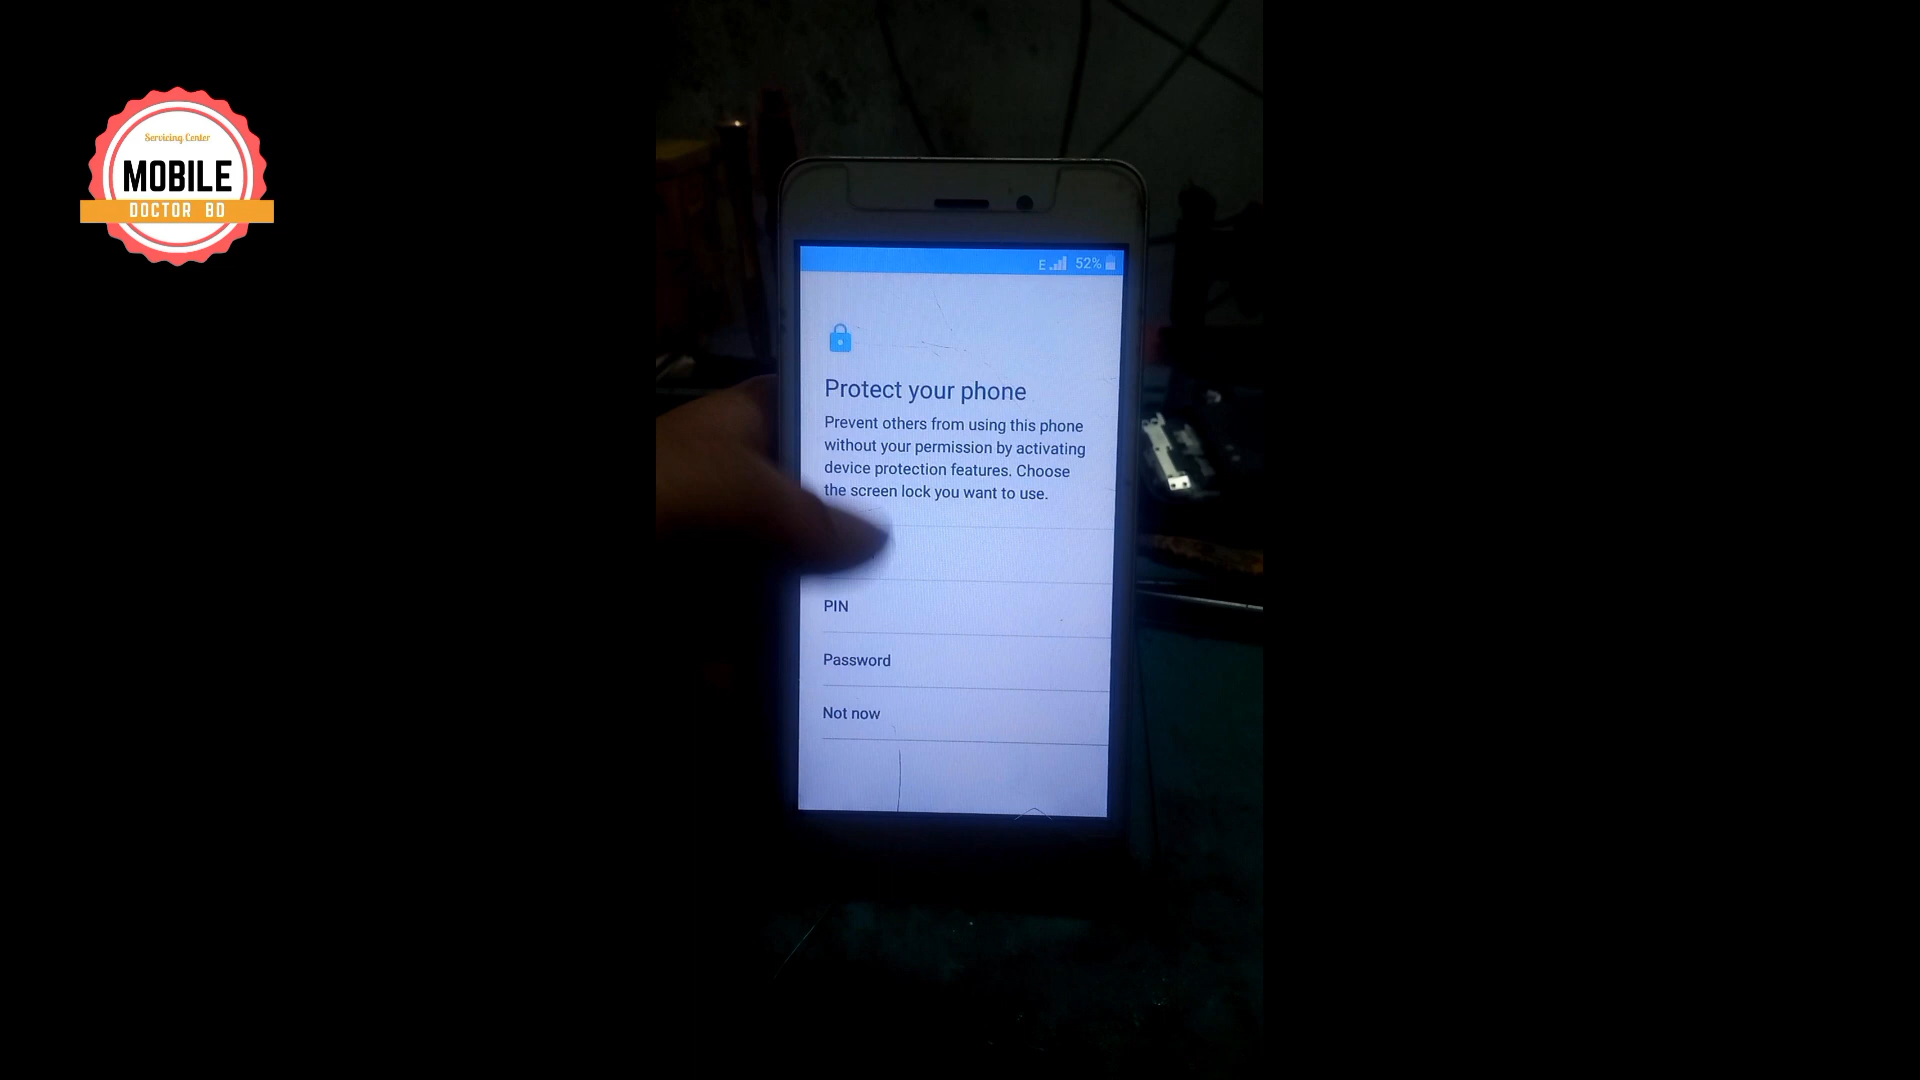 Servicing Center
MOBILE
DOCTOR BD
E
52%
Protect your phone
Prevent others from using this phone
without your permission by activating
device protection features. Choose
the screen lock you want to use.
PIN
Password
Not now